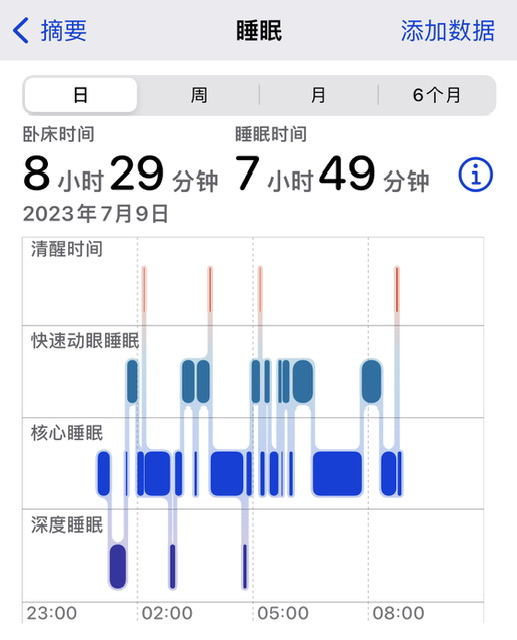 摘要 睡眠 添加数据
日 周 月 6个月
卧床时间 睡眠时间
8 小时 29 分钟 7 小时 49 分钟
2023年7月9日
清醒时间
快速动眼睡眠
核心睡眠
深度睡眠
23:00 02:00 05:00 08:00